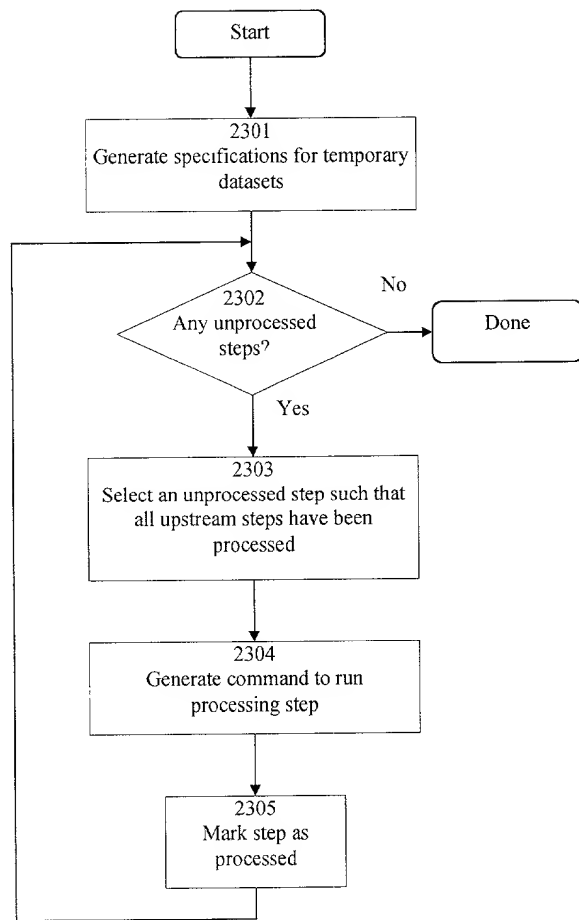 Start
2301
Generate specifications for temporary
datasets
2302
Any unprocessed
steps?
No
Done
Yes
2303
Select an unprocessed step such that
all upstream steps have been
processed
2304
Generate command to run
processing step
2305
Mark step as
processed